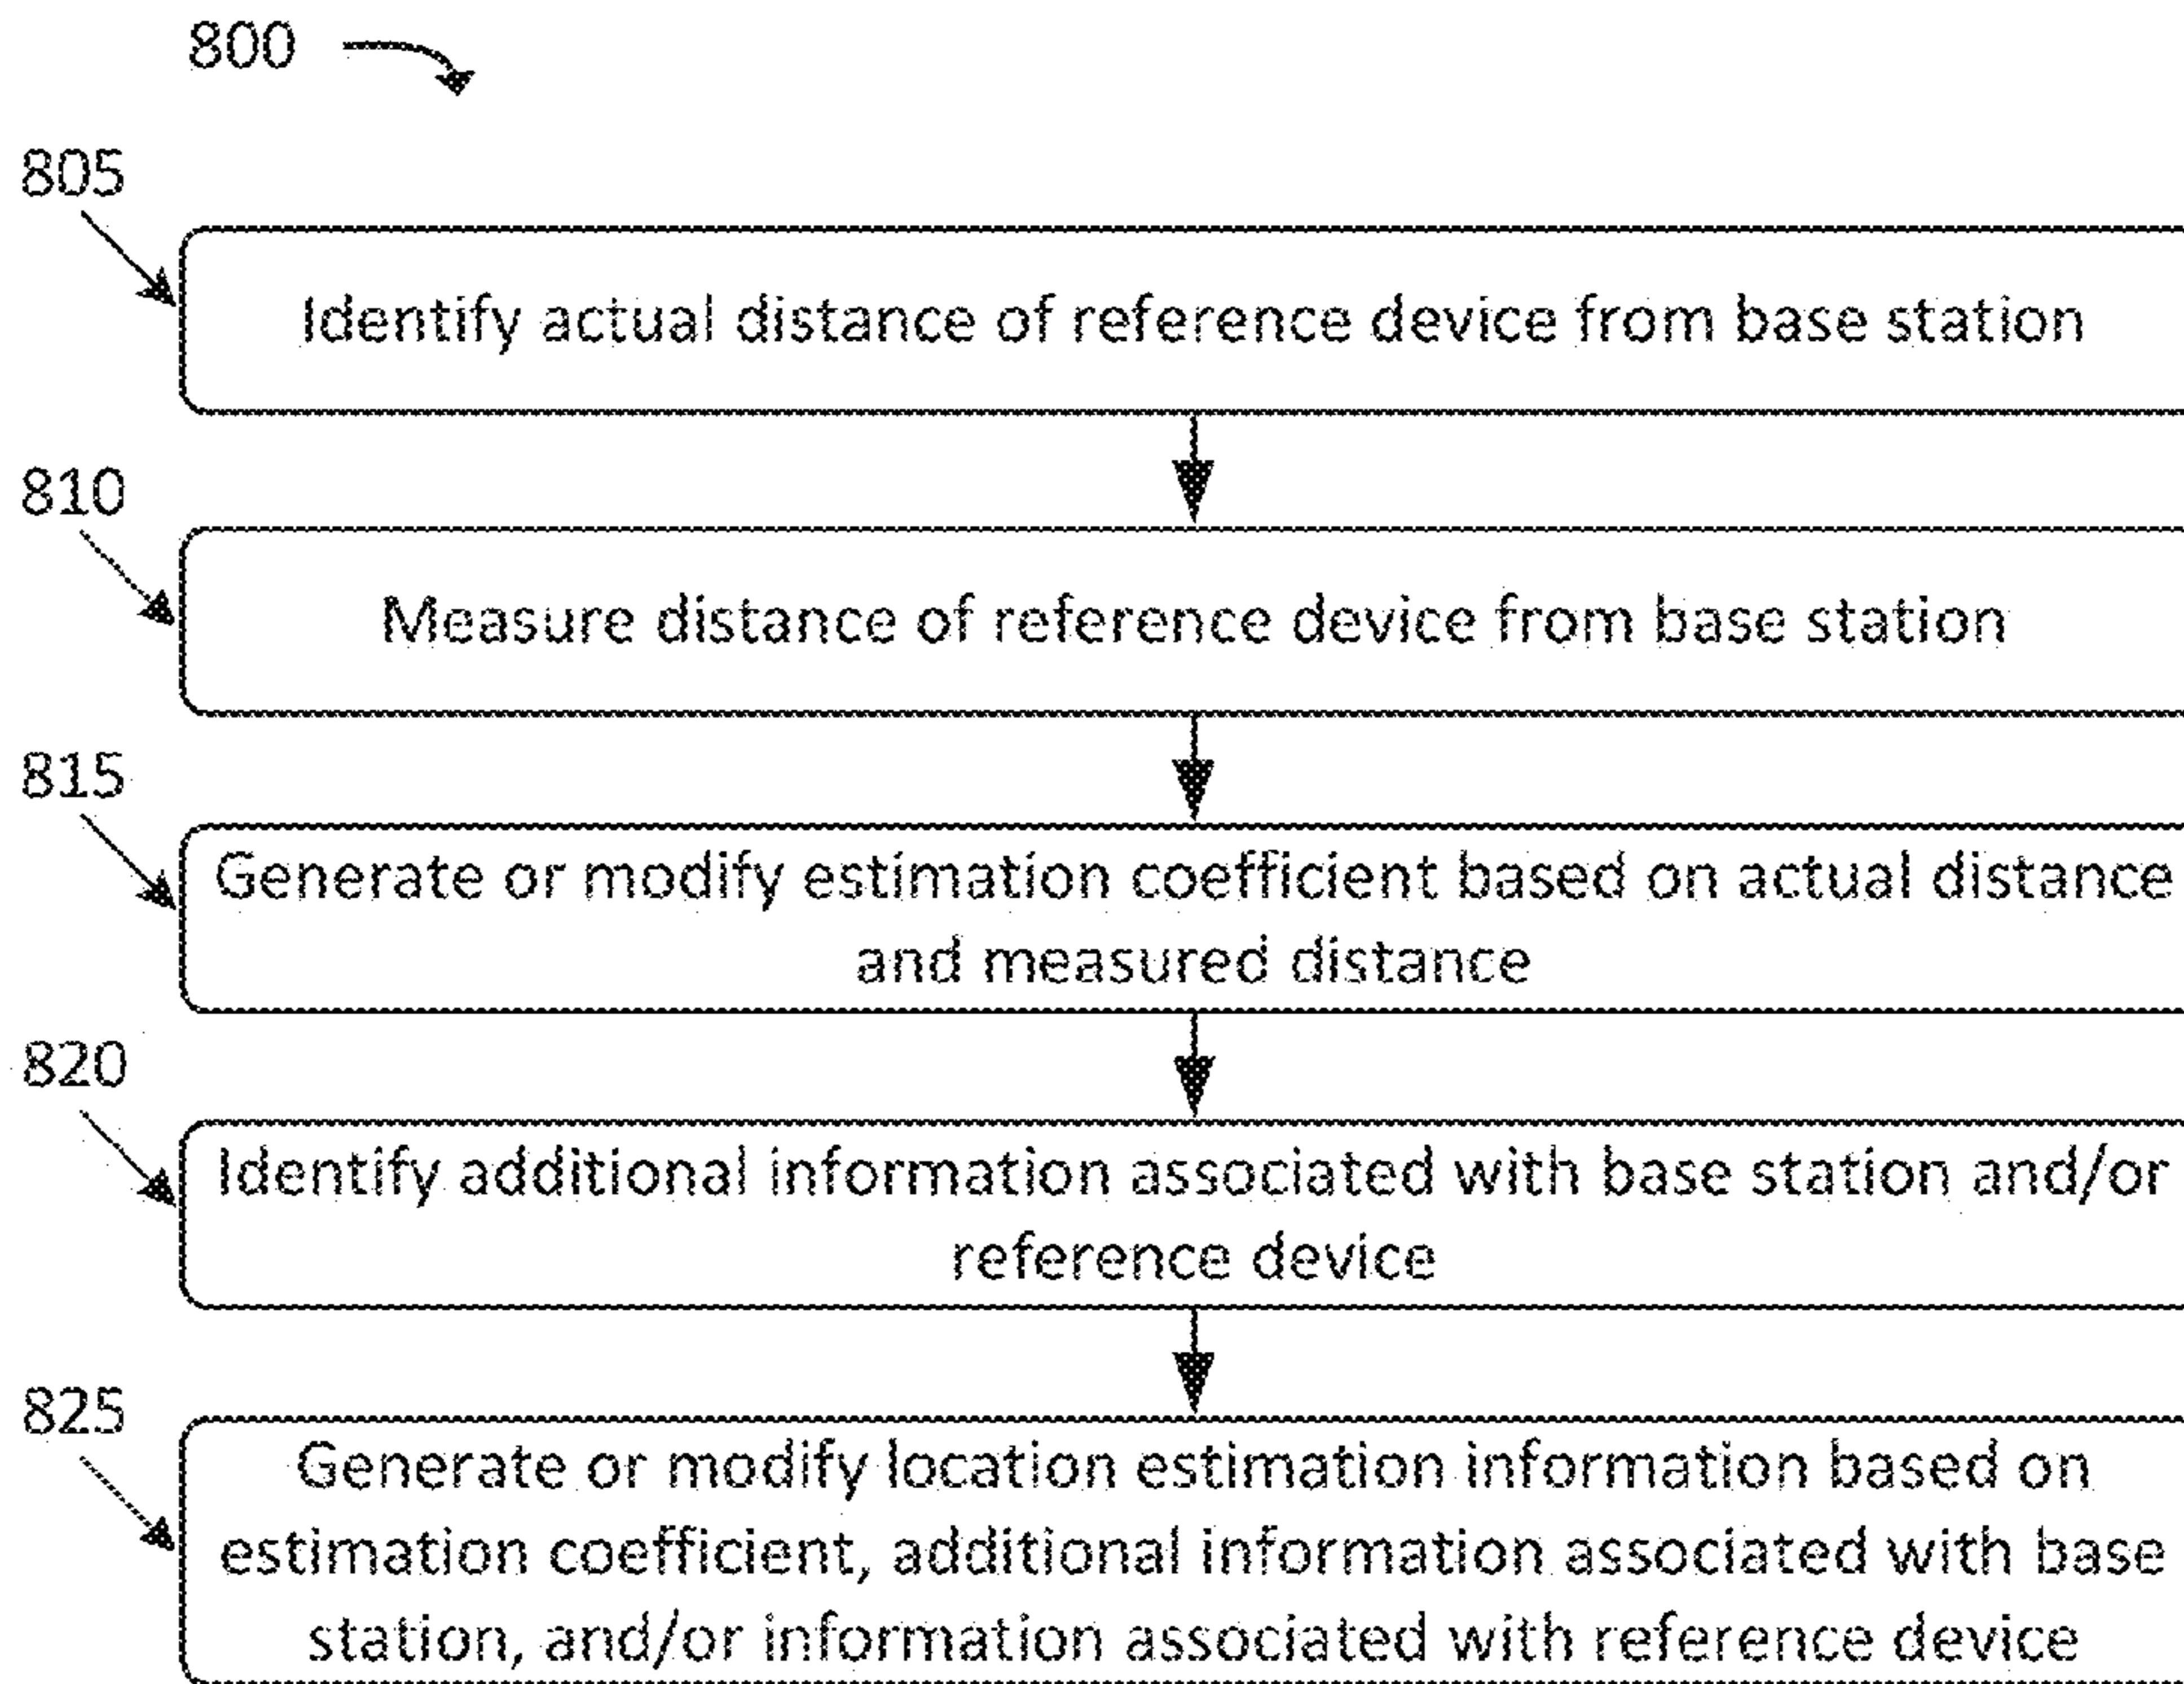 800
805
Identify actual distance of reference device from base station
810
Measure distance of reference device from base station
815
Generate or modify estimation coefficient based on actual distance
and measured distance
820
Identify additional information associated with base station and/or
reference device
825
Generate or modify location estimation information based on
estimation coefficient, additional information associated with base
station, and/or information associated with reference device